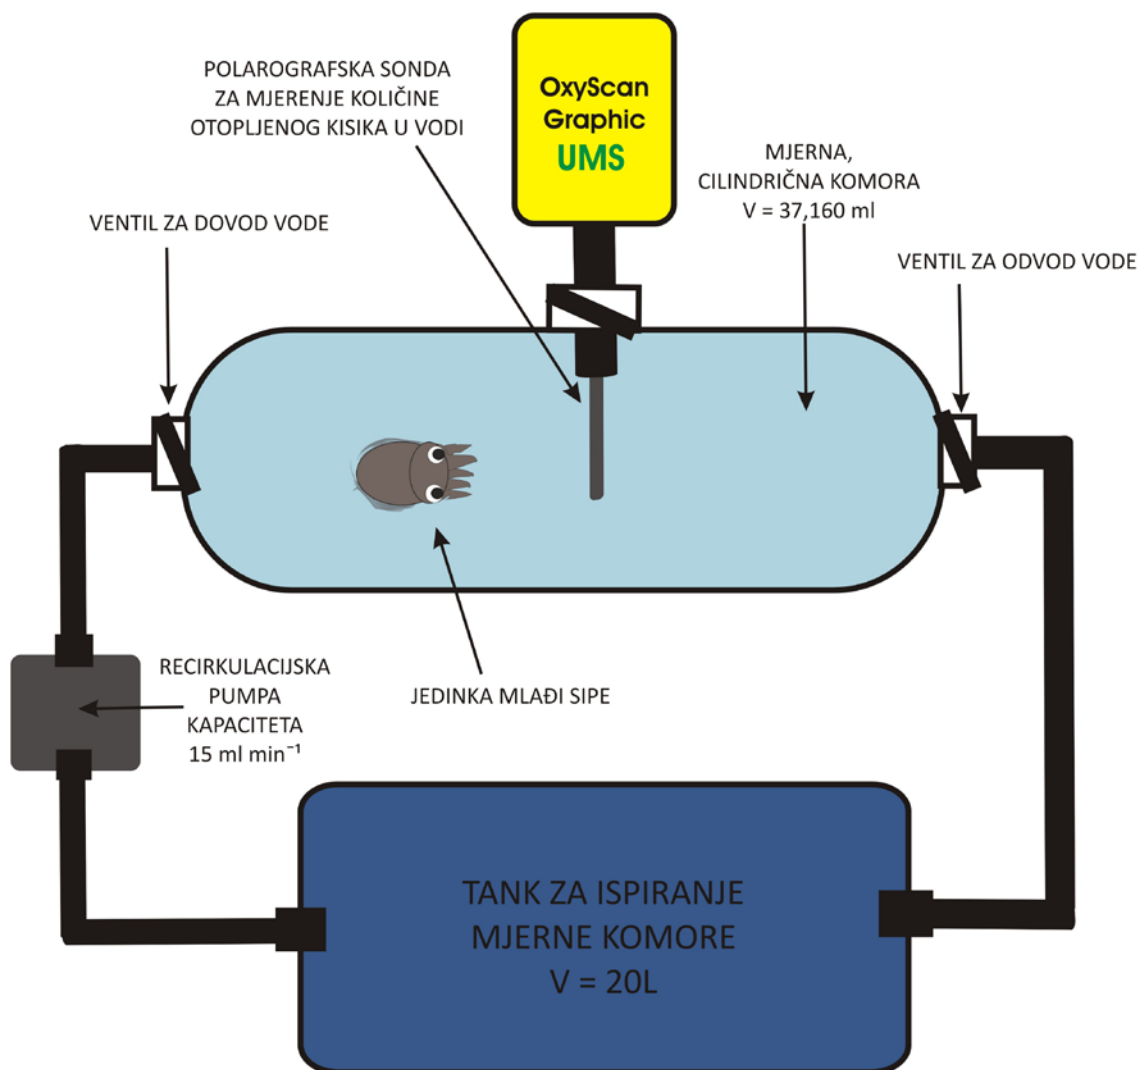 POLAROGRAFSKA SONDA
ZA MJERENJE KOLIČINE
OTOPLJENOG KISIKA U VODI
OxyScan
Graphic
UMS
MJERNA,
CILINDRIČNA KOMORA
V = 37,160 ml
VENTIL ZA DOVOD VODE
VENTIL ZA ODVOD VODE
RECIRKULACIJSKA
PUMPA
KAPACITETA
15 ml min⁻¹
JEDINKA MLAĐI SIPE
TANK ZA ISPIRANJE
MJERNE KOMORE
V = 20L